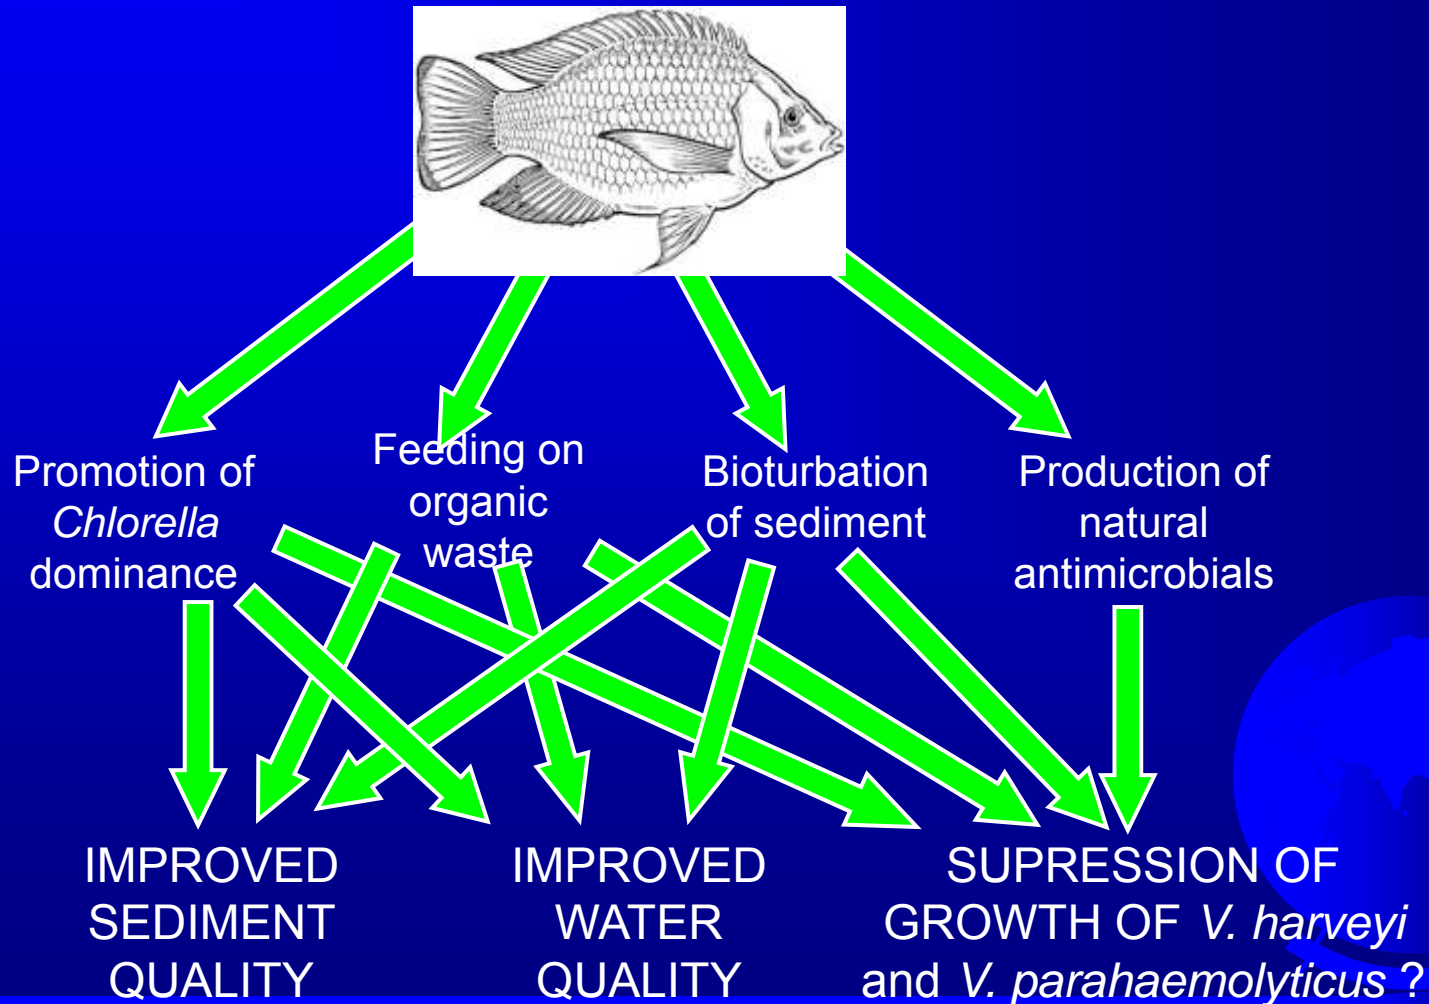 Promotion of
Chlorella
dominance
Feeding on
organic
waste
Bioturbation
of sediment
Production of
natural
antimicrobials
IMPROVED
SEDIMENT
QUALITY
IMPROVED
WATER
QUALITY
SUPRESSION OF
GROWTH OF V. harveyi
and V. parahaemolyticus ?